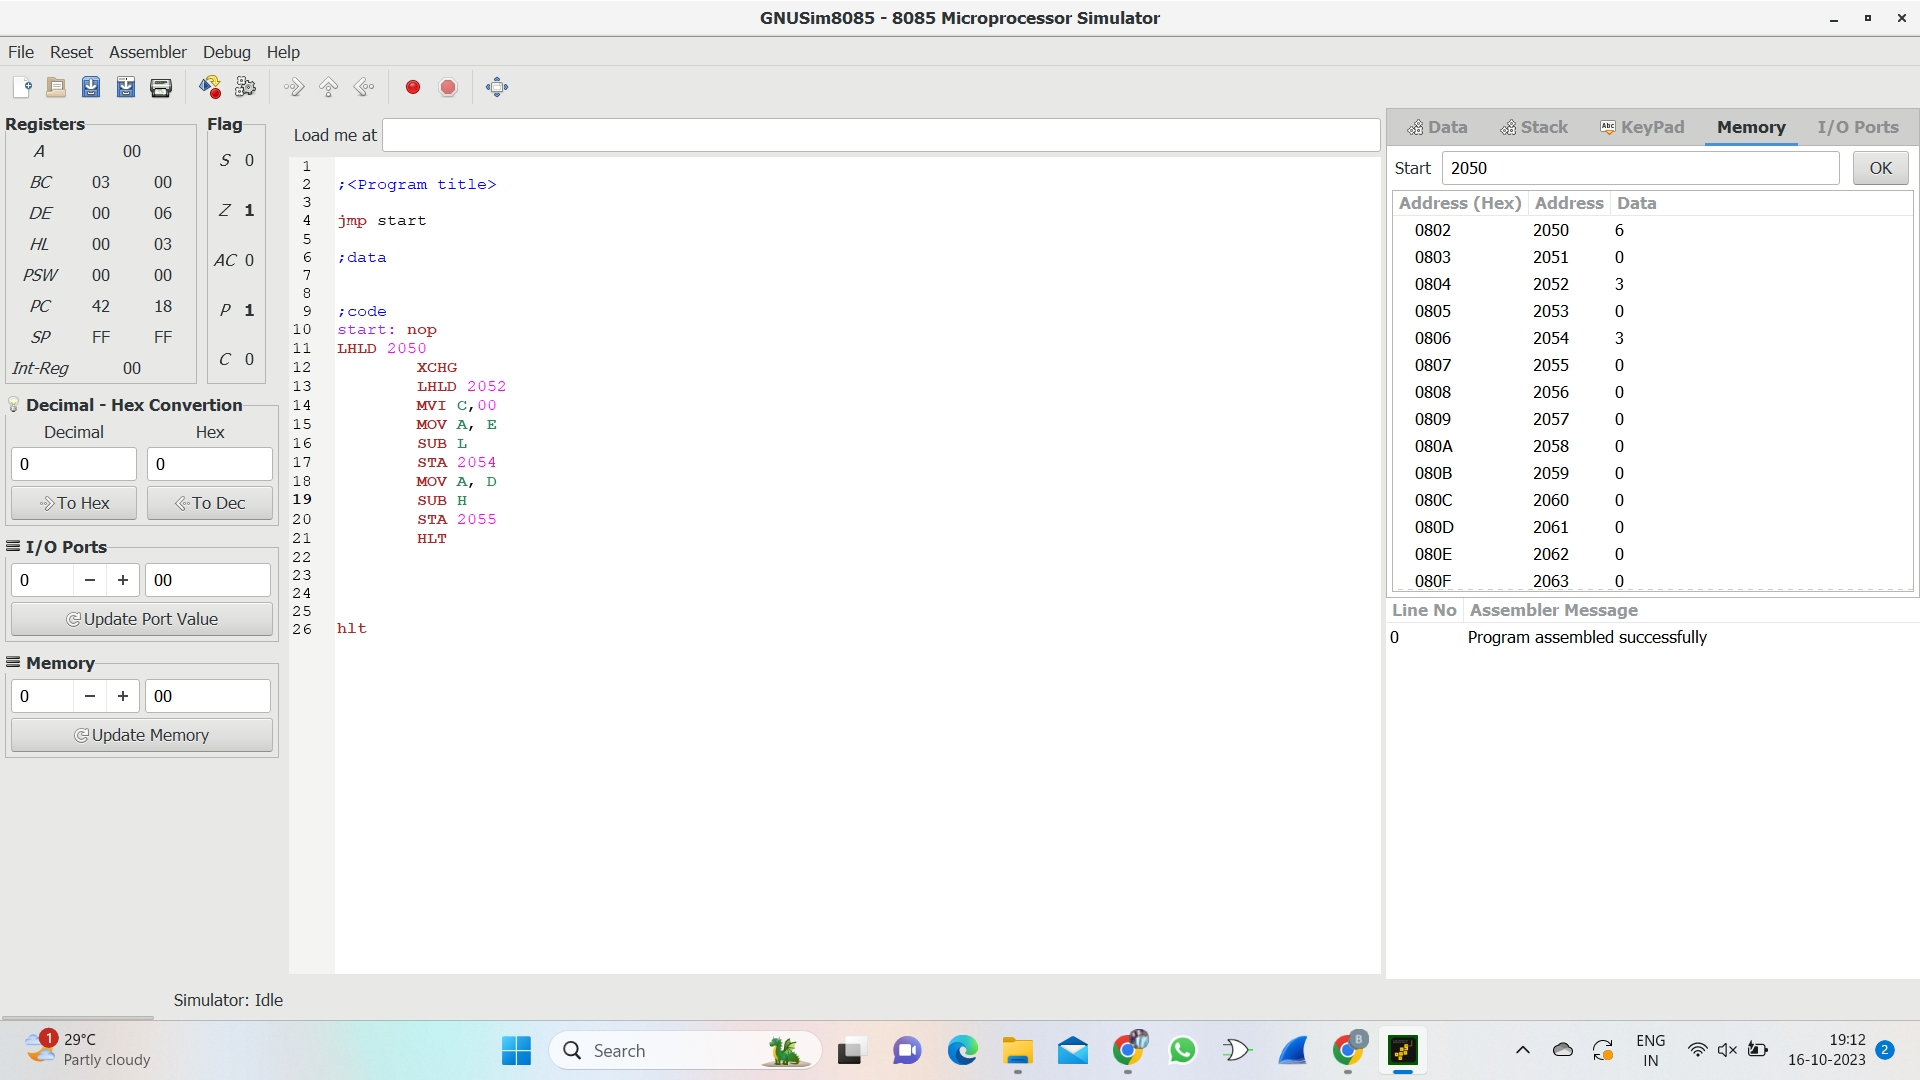 GNUSim8085 - 8085 Microprocessor Simulator
File Reset Assembler Debug Help
Registers
A 00
BC 03 00
DE 00 06
HL 00 03
PSW 00 00
PC 42 18
SP FF FF
Int-Reg 00
Flag
S 0
Z 1
AC 0
P 1
C 0
Decimal - Hex Convertion
Decimal Hex
0 0
To Hex To Dec
I/O Ports
0 − + 00
Update Port Value
Memory
0 − + 00
Update Memory
Load me at
1
2 ;<Program title>
3
4 jmp start
5
6 ;data
7
8
9 ;code
10 start: nop
11 LHLD 2050
12 XCHG
13 LHLD 2052
14 MVI C,00
15 MOV A, E
16 SUB L
17 STA 2054
18 MOV A, D
19 SUB H
20 STA 2055
21 HLT
22
23
24
25
26 hlt
Data Stack Abc KeyPad Memory I/O Ports
Start 2050 OK
Address (Hex) Address Data
0802 2050 6
0803 2051 0
0804 2052 3
0805 2053 0
0806 2054 3
0807 2055 0
0808 2056 0
0809 2057 0
080A 2058 0
080B 2059 0
080C 2060 0
080D 2061 0
080E 2062 0
080F 2063 0
Line No Assembler Message
0 Program assembled successfully
Simulator: Idle
1 29°C
Partly cloudy
Search
B
ENG
IN
19:12
16-10-2023
2